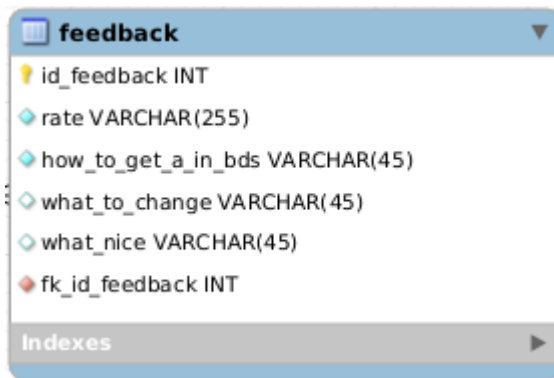 feedback
id_feedback INT
rate VARCHAR(255)
how_to_get_a_in_bds VARCHAR(45)
what_to_change VARCHAR(45)
what_nice VARCHAR(45)
fk_id_feedback INT
Indexes